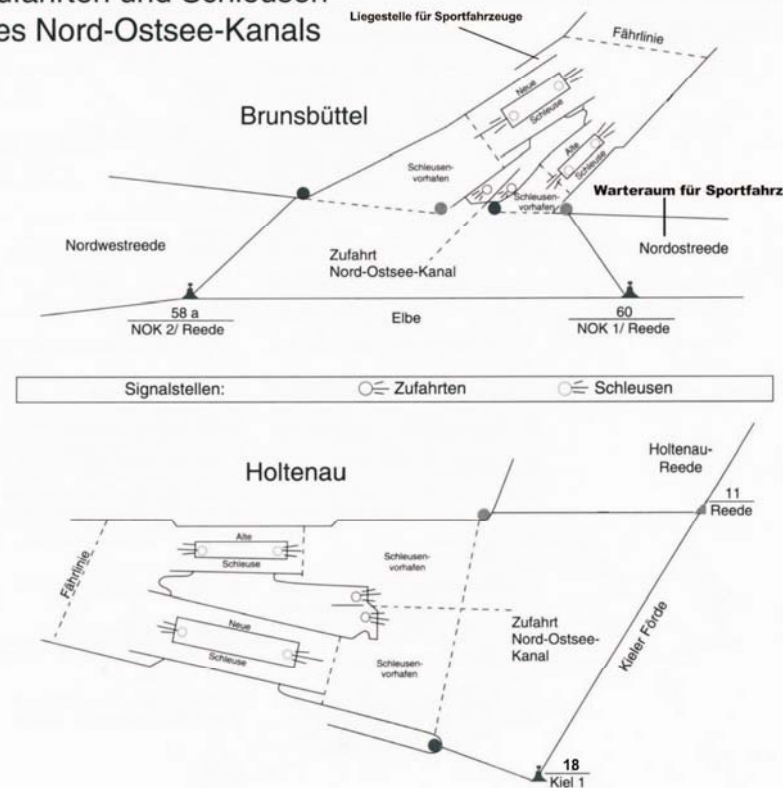 es Nord-Ostsee-Kanals
Liegestelle für Sportfahrzeuge
Fährlinie
Brunsbüttel
Neue
Schleuse
Alte
Schleuse
Schleusen-
vorhafen
Schleusen-
vorhafen
Warteraum für Sportfahrz
Nordwestreede
Zufahrt
Nord-Ostsee-Kanal
Nordostreede
58 a
NOK 2/ Reede
Elbe
60
NOK 1/ Reede
Signalstellen:
Zufahrten
Schleusen
Holtenau
Holtenau-
Reede
11
Reede
Alte
Schleuse
Schleusen-
vorhafen
Fährlinie
Neue
Schleuse
Schleusen-
vorhafen
Zufahrt
Nord-Ostsee-
Kanal
Kieler Förde
18
Kiel 1